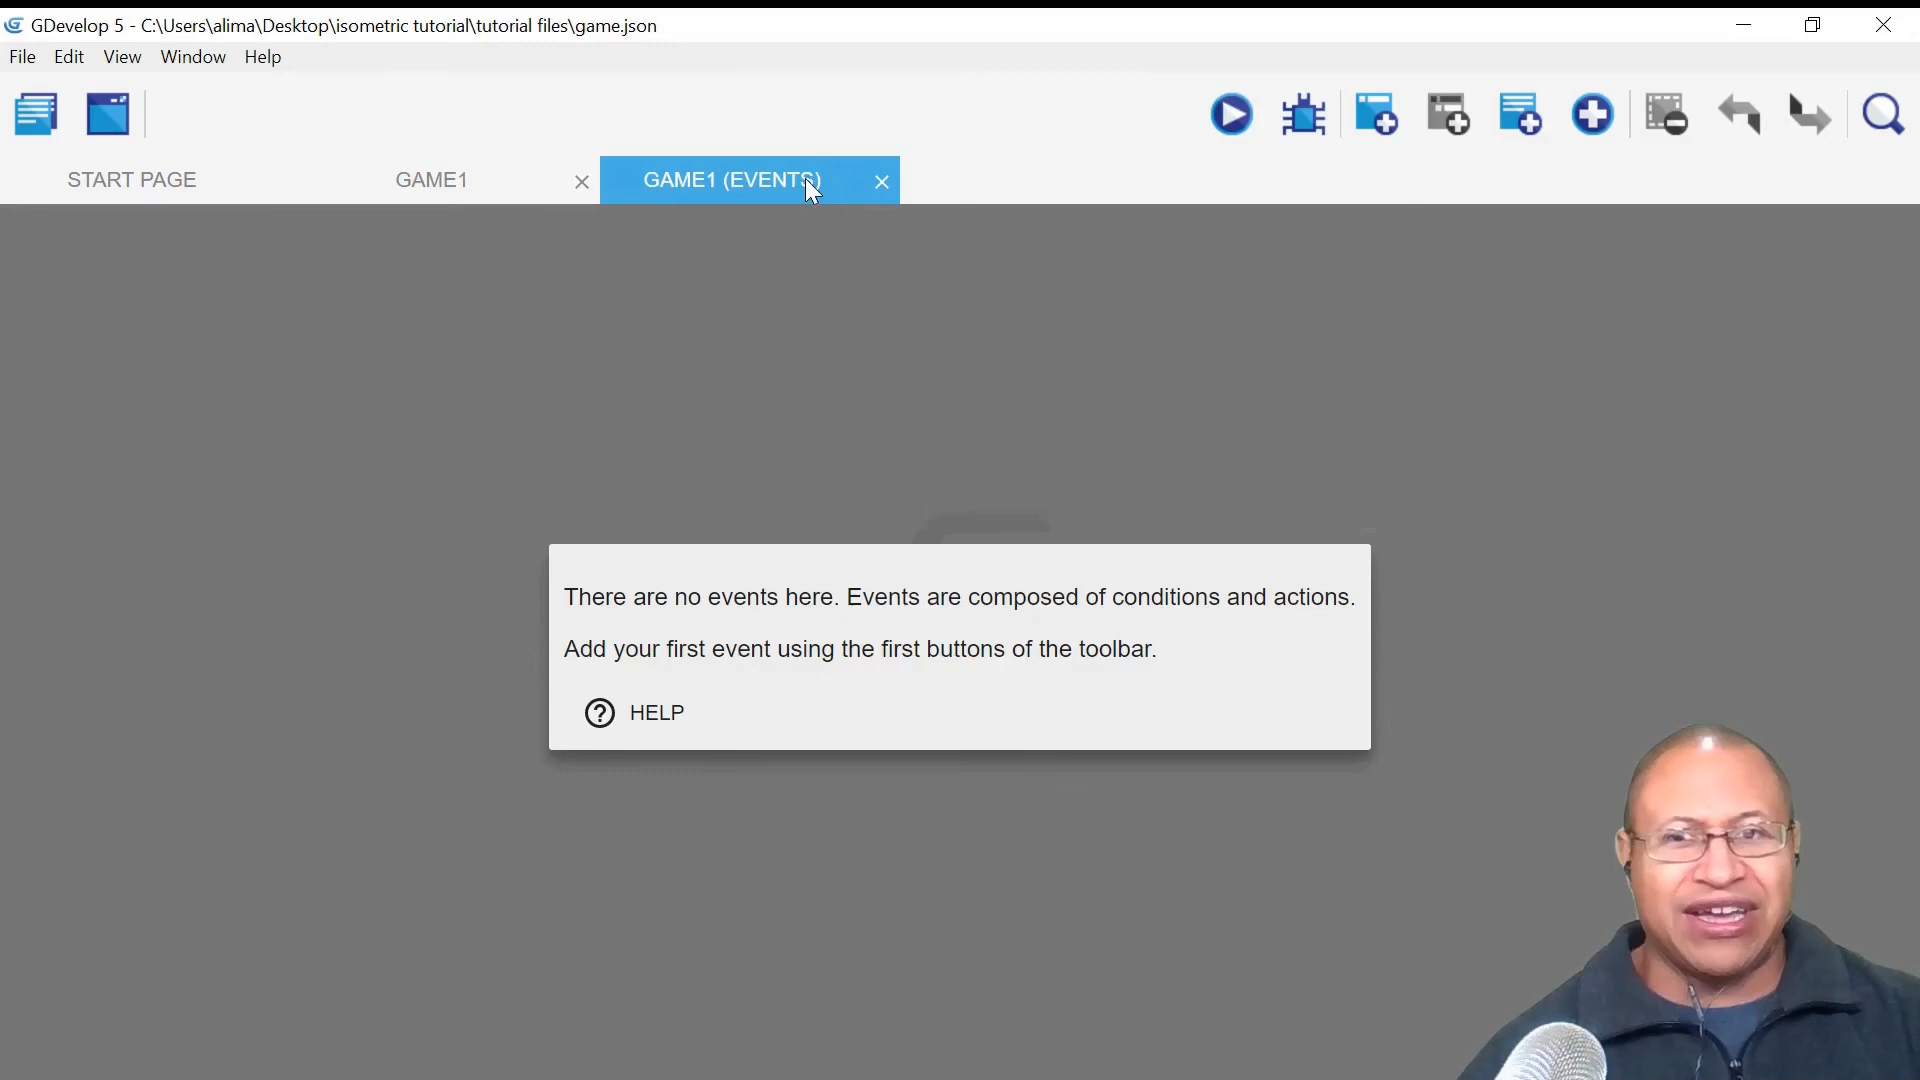 GDevelop 5 - C:\Users\alima\Desktop\isometric tutorial\tutorial files\game.json
File Edit View Window Help
START PAGE GAME1 GAME1 (EVENTS)
There are no events here. Events are composed of conditions and actions.
Add your first event using the first buttons of the toolbar.
HELP